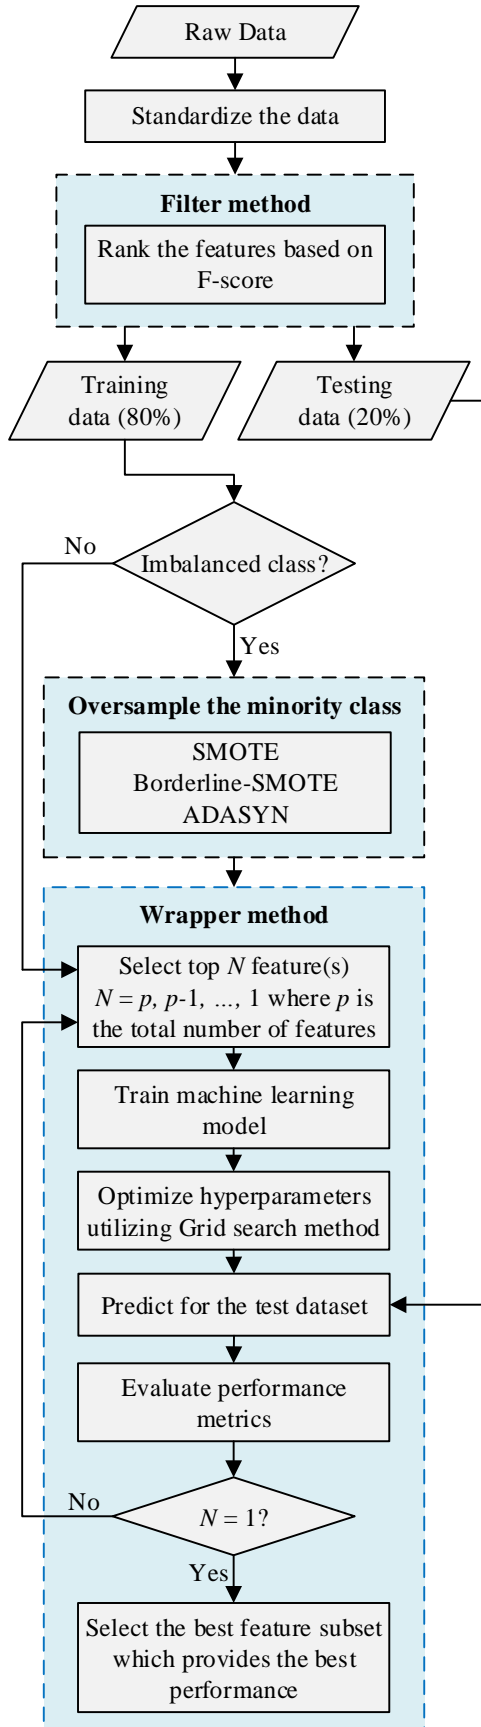 Raw Data
Standardize the data
Filter method
Rank the features based on
F-score
Training
data (80%)
Testing
data (20%)
Imbalanced class?
No
Yes
Oversample the minority class
SMOTE
Borderline-SMOTE
ADASYN
Wrapper method
Select top N feature(s)
N = p, p-1, ..., 1 where p is
the total number of features
Train machine learning
model
Optimize hyperparameters
utilizing Grid search method
Predict for the test dataset
Evaluate performance
metrics
No
N = 1?
Yes
Select the best feature subset
which provides the best
performance